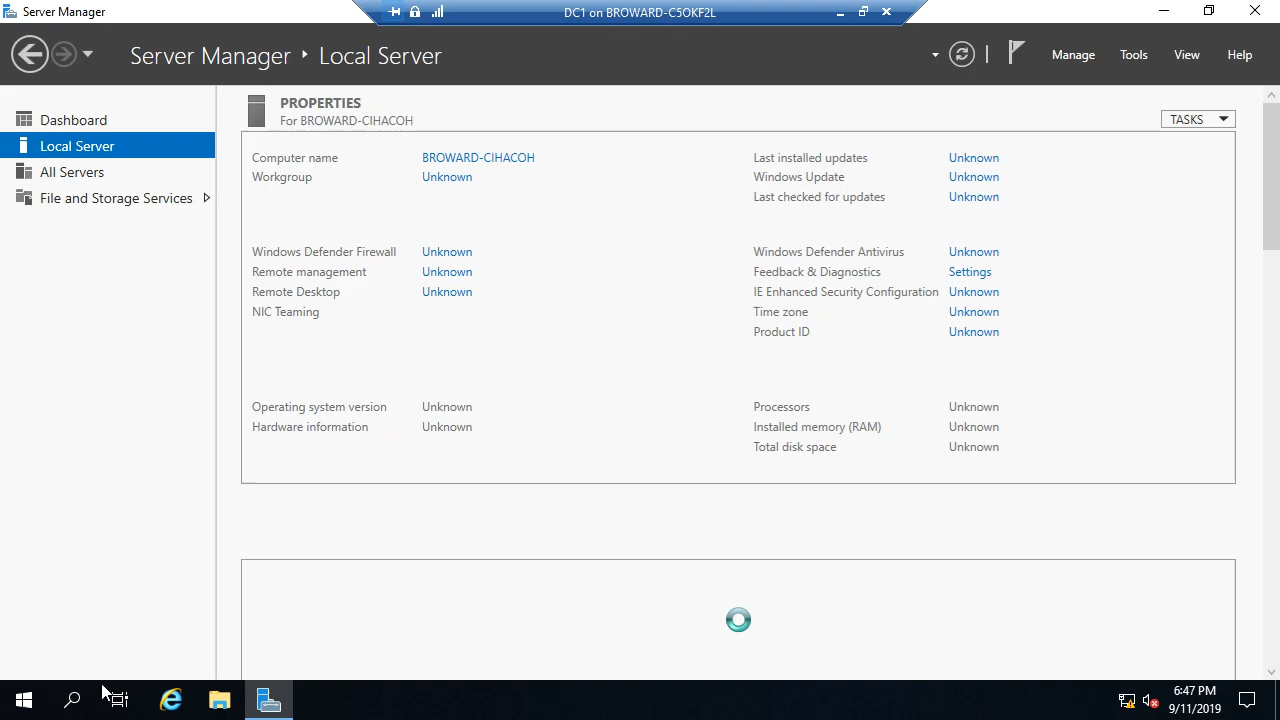 Server Manager
DC1 on BROWARD-C5OKF2L
Server Manager ‣ Local Server
Manage Tools View Help
Dashboard
Local Server
All Servers
File and Storage Services
PROPERTIES
For BROWARD-CIHACOH
TASKS
Computer name BROWARD-CIHACOH
Workgroup Unknown
Last installed updates Unknown
Windows Update Unknown
Last checked for updates Unknown
Windows Defender Firewall Unknown
Remote management Unknown
Remote Desktop Unknown
NIC Teaming
Windows Defender Antivirus Unknown
Feedback & Diagnostics Settings
IE Enhanced Security Configuration Unknown
Time zone Unknown
Product ID Unknown
Operating system version Unknown
Hardware information Unknown
Processors Unknown
Installed memory (RAM) Unknown
Total disk space Unknown
6:47 PM
9/11/2019